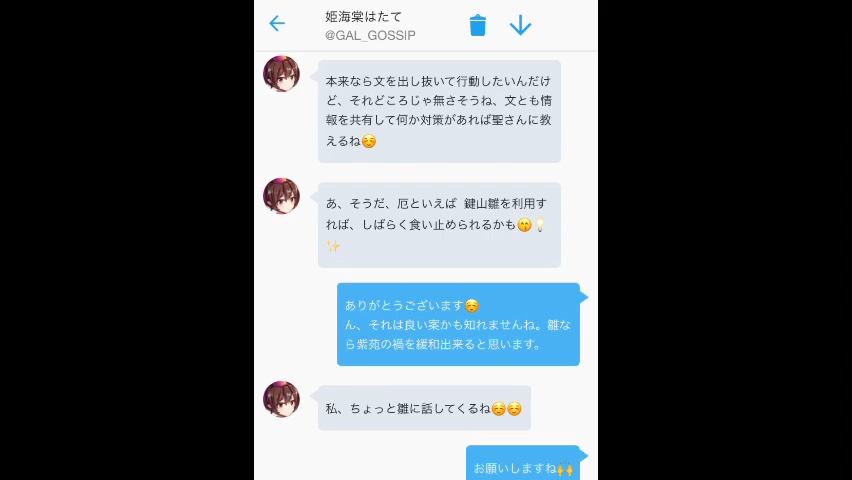 姫海棠はたて
@GAL_GOSSIP
本来なら文を出し抜いて行動したいんだけ
ど、それどころじゃ無さそうね、文とも情
報を共有して何か対策があれば聖さんに教
えるね☺️
あ、そうだ、厄といえば 鍵山雛を利用す
れば、しばらく食い止められるかも😙💡
✨
ありがとうございます☺️
ん、それは良い案かも知れませんね。雛な
ら紫苑の禍を緩和出来ると思います。
私、ちょっと雛に話してくるね☺️☺️
お願いしますね🙌